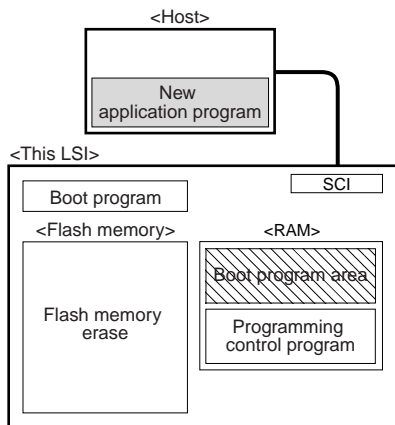 <Host>
New
application program
<This LSI>
SCI
Boot program
<Flash memory>
<RAM>
Boot program area
Flash memory
erase
Programming
control program